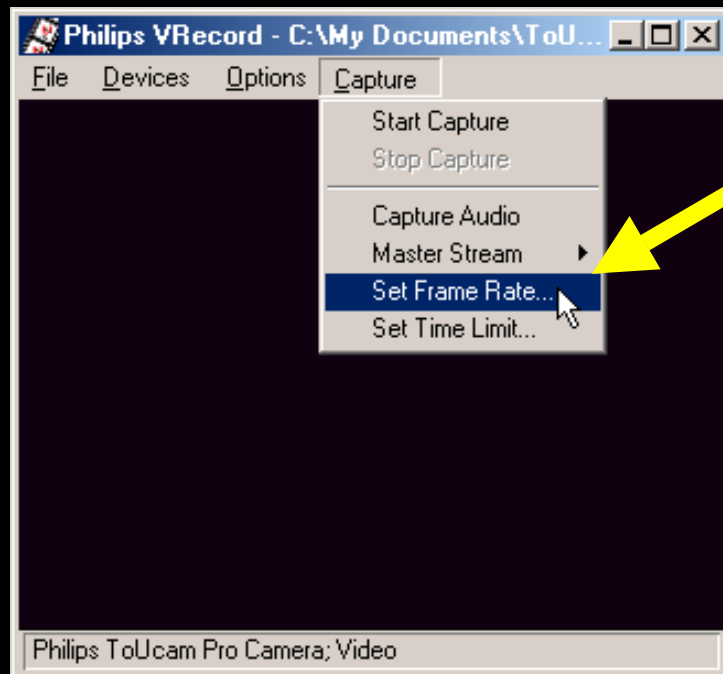 Philips VRecord - C:\My Documents\ToU...
File Devices Options Capture
Start Capture
Stop Capture
Capture Audio
Master Stream
Set Frame Rate...
Set Time Limit...
Philips ToUcam Pro Camera; Video